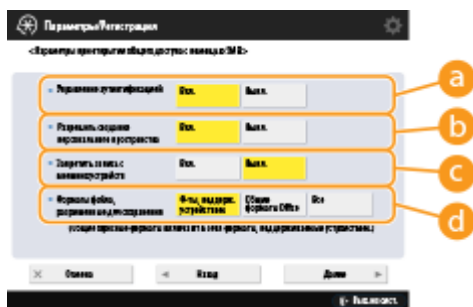 Параметры/Регистрация
<Параметры при открытии общего доступа с помощью SMB>
Управление аутентификацией
Вкл.
Выкл.
a
Разрешить создание
персонального пространства
Вкл.
Выкл.
b
Запретить запись с
внешних устройств
Вкл.
Выкл.
c
Форматы файла,
разрешенные для сохранения
Ф-ты, поддерж.
устройством
Общие
форматы Office
Все
d
Отмена
Назад
Далее